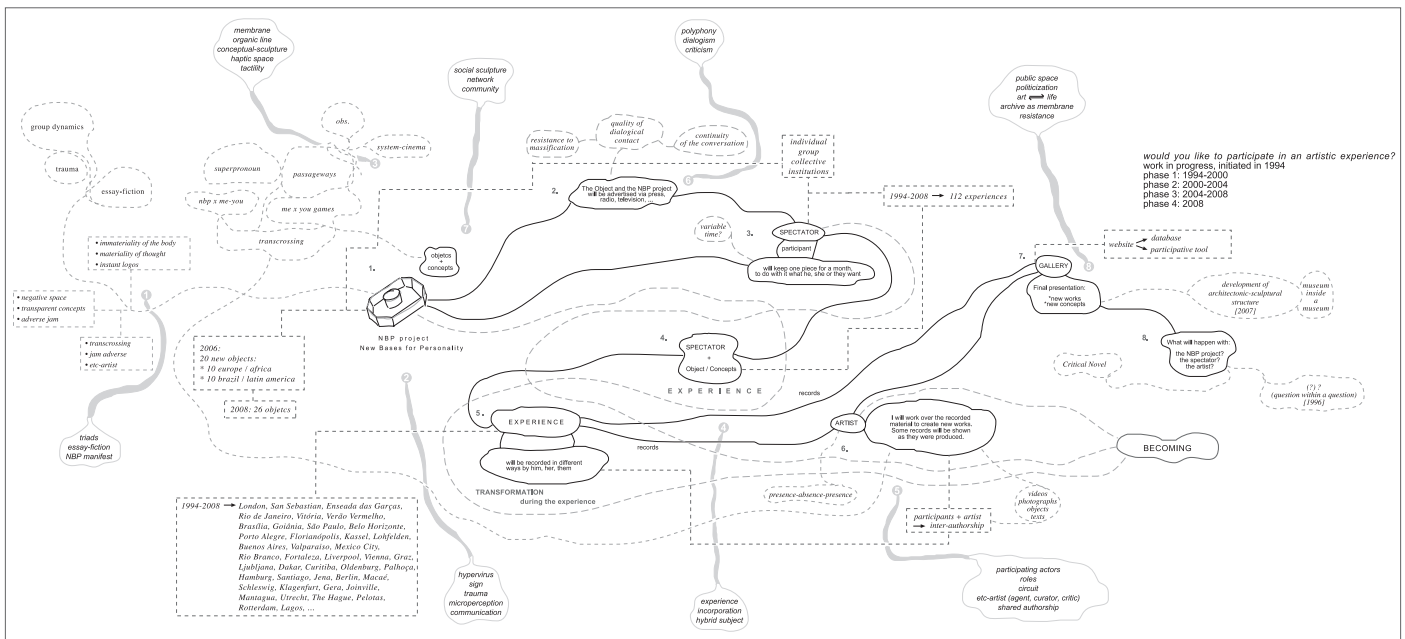 membrane
organic line
conceptual-sculpture
haptic space
tactility
social sculpture
network
community
polyphony
dialogism
criticism
public space
politicization
art ⇌ life
archive as membrane
resistance
would you like to participate in an artistic experience?
work in progress, initiated in 1994
phase 1: 1994-2000
phase 2: 2000-2004
phase 3: 2004-2008
phase 4: 2008
group dynamics
trauma
essay-fiction
obs.
system-cinema
3
superpronoun
passageways
nbp x me-you
me x you games
transcrossing
• immateriality of the body
• materiality of thought
• instant logos
1
• negative space
• transparent concepts
• adverse jam
• transcrossing
• jam adverse
• etc-artist
triads
essay-fiction
NBP manifest
7
objetcs
+
concepts
1.
NBP project
New Bases for Personality
2006:
20 new objects:
* 10 europe / africa
* 10 brazil / latin america
2008: 26 objetcs
resistance to
massification
quality of
dialogical
contact
continuity
of the conversation
6
2.
The Object and the NBP project
will be advertised via press,
radio, television, ...
individual
group
collective
institutions
1994-2008 → 112 experiences
variable
time?
3.
SPECTATOR
participant
will keep one piece for a month,
to do with it what he, she or they want
4.
SPECTATOR
+
Object / Concepts
EXPERIENCE
records
5.
EXPERIENCE
records
will be recorded in different
ways by him, her, them
TRANSFORMATION
during the experience
2
hypervirus
sign
trauma
microperception
communication
4
experience
incorporation
hybrid subject
ARTIST
6.
I will work over the recorded
material to create new works.
Some records will be shown
as they were produced.
presence-absence-presence
5
participants + artist
→ inter-authorship
videos
photographs
objects
texts
participating actors
roles
circuit
etc-artist (agent, curator, critic)
shared authorship
8
7.
GALLERY
Final presentation:
*new works
*new concepts
website
database
participative tool
development of
architectonic-sculptural
structure
[2007]
museum
inside
a
museum
8.
What will happen with:
the NBP project?
the spectator?
the artist?
Critical Novel
(?) ?
(question within a question)
[1996]
BECOMING
1994-2008 → London, San Sebastian, Enseada das Garças,
Rio de Janeiro, Vitória, Verão Vermelho,
Brasília, Goiânia, São Paulo, Belo Horizonte,
Porto Alegre, Florianópolis, Kassel, Lohfelden,
Buenos Aires, Valparaíso, Mexico City,
Rio Branco, Fortaleza, Liverpool, Vienna, Graz,
Ljubljana, Dakar, Curitiba, Oldenburg, Palhoça,
Hamburg, Santiago, Jena, Berlin, Macaé,
Schleswig, Klagenfurt, Gera, Joinville,
Mantagua, Utrecht, The Hague, Pelotas,
Rotterdam, Lagos, ...